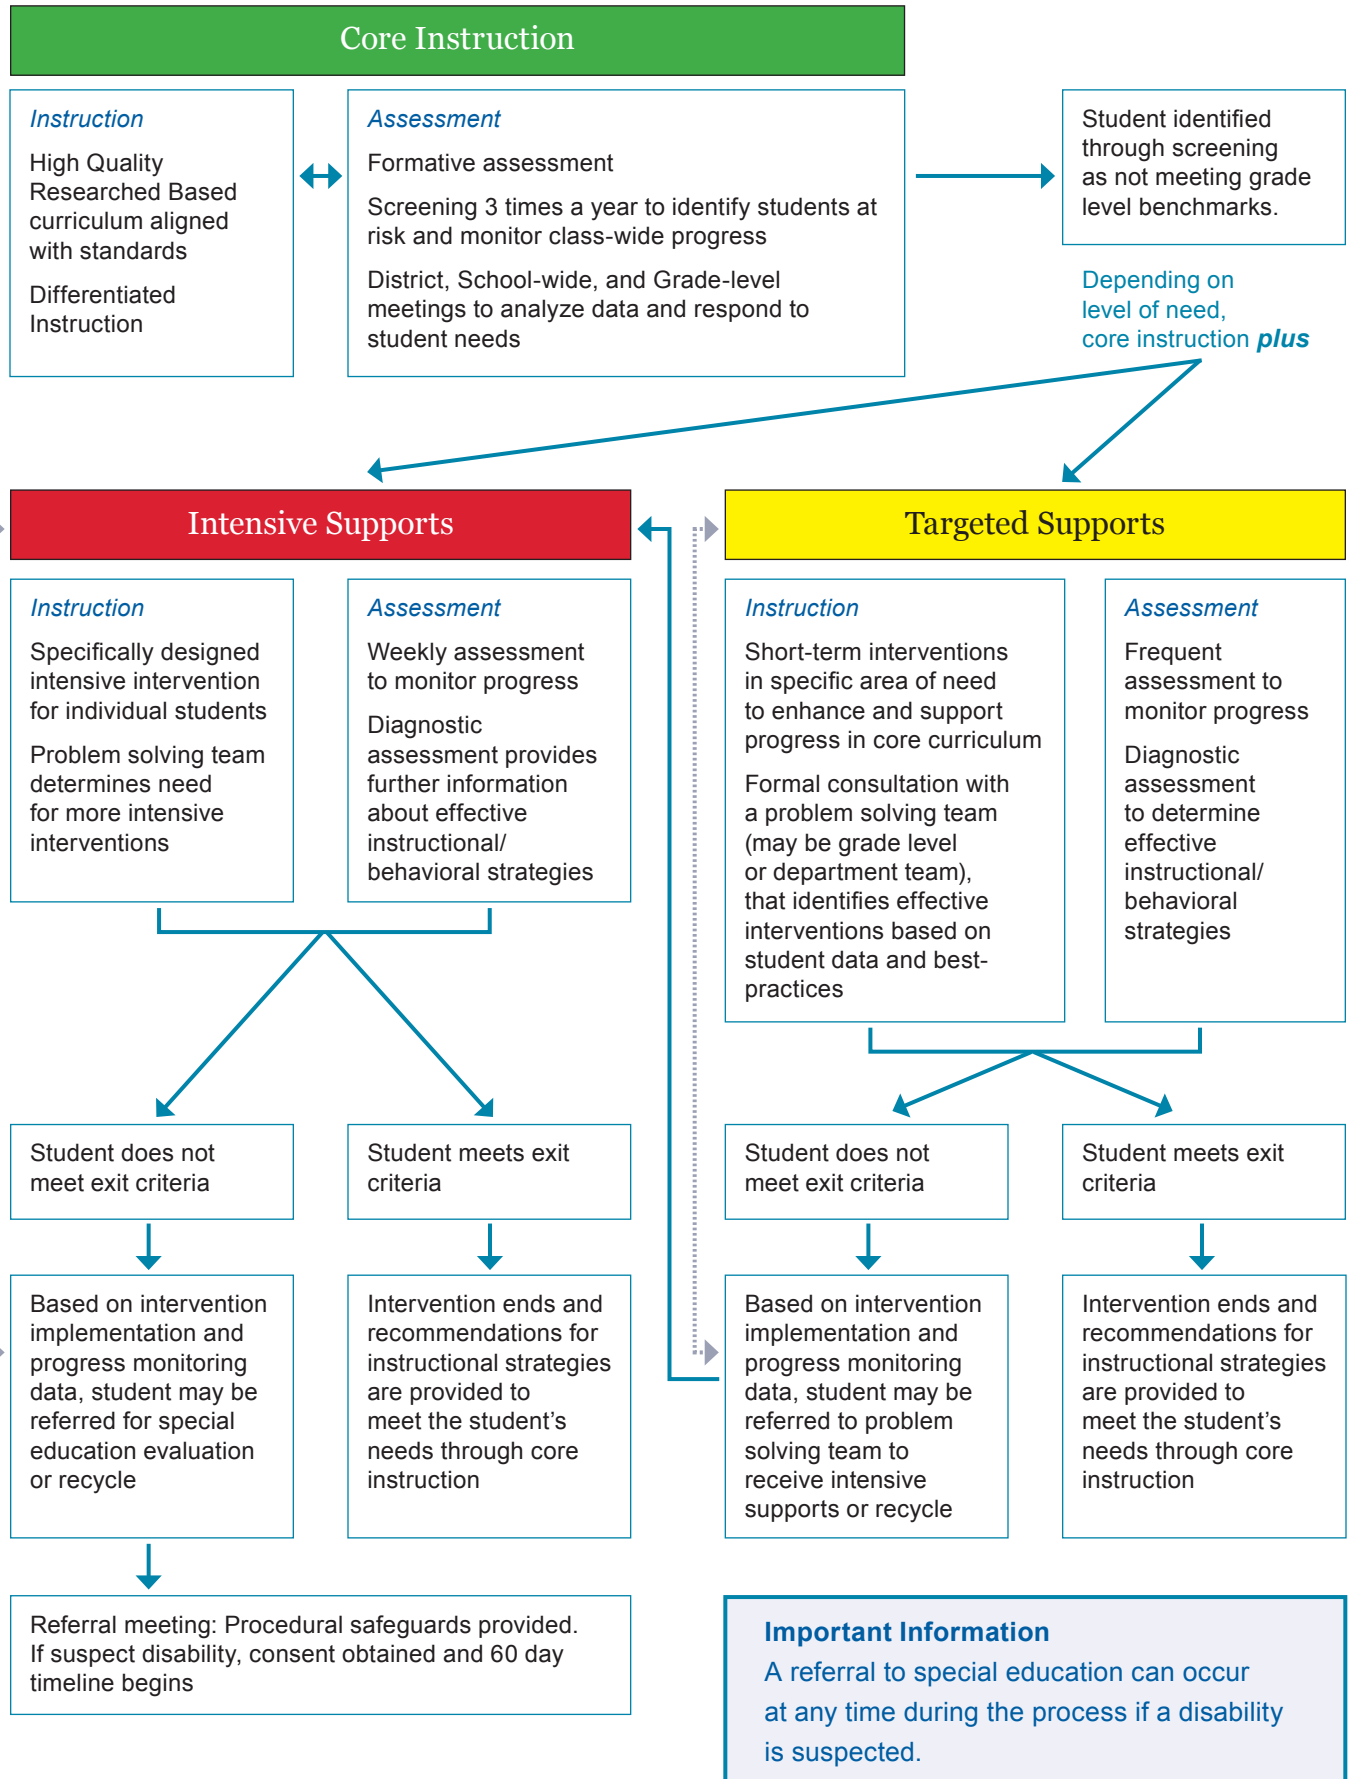 Core Instruction
Instruction
High Quality
Researched Based
curriculum aligned
with standards
Differentiated
Instruction
Assessment
Formative assessment
Screening 3 times a year to identify students at
risk and monitor class-wide progress
District, School-wide, and Grade-level
meetings to analyze data and respond to
student needs
Student identified
through screening
as not meeting grade
level benchmarks.
Depending on
level of need,
core instruction plus
Intensive Supports
Instruction
Specifically designed
intensive intervention
for individual students
Problem solving team
determines need
for more intensive
interventions
Assessment
Weekly assessment
to monitor progress
Diagnostic
assessment provides
further information
about effective
instructional/
behavioral strategies
Student does not
meet exit criteria
Student meets exit
criteria
Based on intervention
implementation and
progress monitoring
data, student may be
referred for special
education evaluation
or recycle
Intervention ends and
recommendations for
instructional strategies
are provided to
meet the student’s
needs through core
instruction
Referral meeting: Procedural safeguards provided.
If suspect disability, consent obtained and 60 day
timeline begins
Targeted Supports
Instruction
Short-term interventions
in specific area of need
to enhance and support
progress in core curriculum
Formal consultation with
a problem solving team
(may be grade level
or department team),
that identifies effective
interventions based on
student data and best-
practices
Assessment
Frequent
assessment to
monitor progress
Diagnostic
assessment
to determine
effective
instructional/
behavioral
strategies
Student does not
meet exit criteria
Student meets exit
criteria
Based on intervention
implementation and
progress monitoring
data, student may be
referred to problem
solving team to
receive intensive
supports or recycle
Intervention ends and
recommendations for
instructional strategies
are provided to
meet the student’s
needs through core
instruction
Important Information
A referral to special education can occur
at any time during the process if a disability
is suspected.